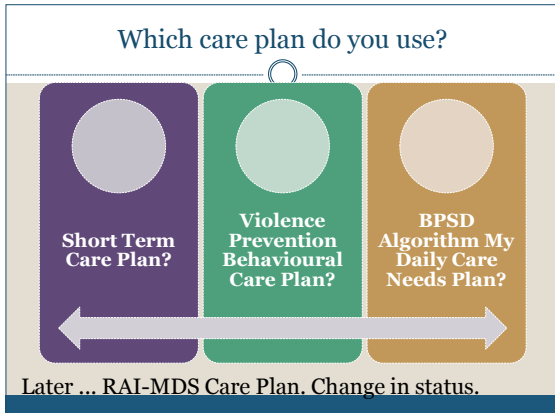 Which care plan do you use?
Short Term
Care Plan?
Violence
Prevention
Behavioural
Care Plan?
BPSD
Algorithm My
Daily Care
Needs Plan?
Later ... RAI-MDS Care Plan. Change in status.